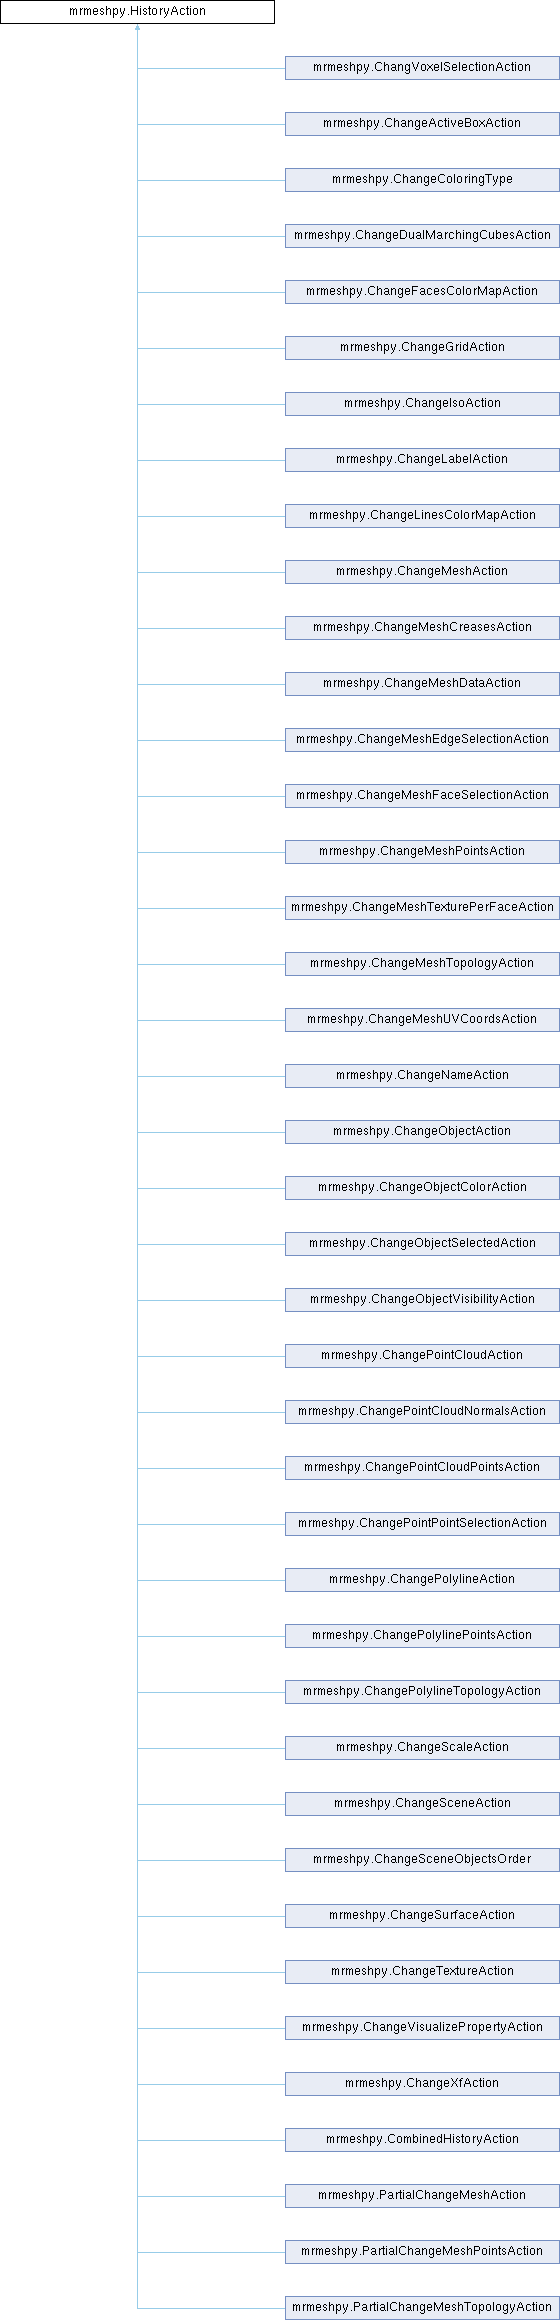 mrmeshpy.HistoryAction
mrmeshpy.ChangVoxelSelectionAction
mrmeshpy.ChangeActiveBoxAction
mrmeshpy.ChangeColoringType
mrmeshpy.ChangeDualMarchingCubesAction
mrmeshpy.ChangeFacesColorMapAction
mrmeshpy.ChangeGridAction
mrmeshpy.ChangeIsoAction
mrmeshpy.ChangeLabelAction
mrmeshpy.ChangeLinesColorMapAction
mrmeshpy.ChangeMeshAction
mrmeshpy.ChangeMeshCreasesAction
mrmeshpy.ChangeMeshDataAction
mrmeshpy.ChangeMeshEdgeSelectionAction
mrmeshpy.ChangeMeshFaceSelectionAction
mrmeshpy.ChangeMeshPointsAction
mrmeshpy.ChangeMeshTexturePerFaceAction
mrmeshpy.ChangeMeshTopologyAction
mrmeshpy.ChangeMeshUVCoordsAction
mrmeshpy.ChangeNameAction
mrmeshpy.ChangeObjectAction
mrmeshpy.ChangeObjectColorAction
mrmeshpy.ChangeObjectSelectedAction
mrmeshpy.ChangeObjectVisibilityAction
mrmeshpy.ChangePointCloudAction
mrmeshpy.ChangePointCloudNormalsAction
mrmeshpy.ChangePointCloudPointsAction
mrmeshpy.ChangePointPointSelectionAction
mrmeshpy.ChangePolylineAction
mrmeshpy.ChangePolylinePointsAction
mrmeshpy.ChangePolylineTopologyAction
mrmeshpy.ChangeScaleAction
mrmeshpy.ChangeSceneAction
mrmeshpy.ChangeSceneObjectsOrder
mrmeshpy.ChangeSurfaceAction
mrmeshpy.ChangeTextureAction
mrmeshpy.ChangeVisualizePropertyAction
mrmeshpy.ChangeXfAction
mrmeshpy.CombinedHistoryAction
mrmeshpy.PartialChangeMeshAction
mrmeshpy.PartialChangeMeshPointsAction
mrmeshpy.PartialChangeMeshTopologyAction